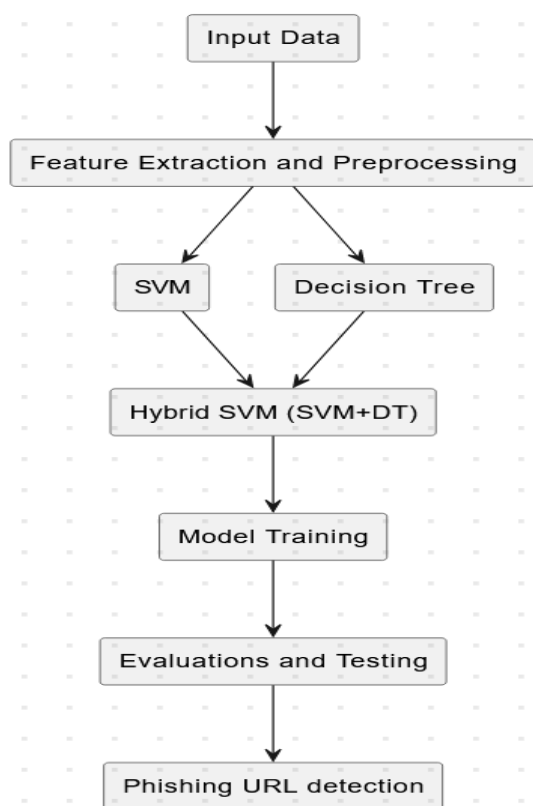 Input Data
Feature Extraction and Preprocessing
SVM
Decision Tree
Hybrid SVM (SVM+DT)
Model Training
Evaluations and Testing
Phishing URL detection